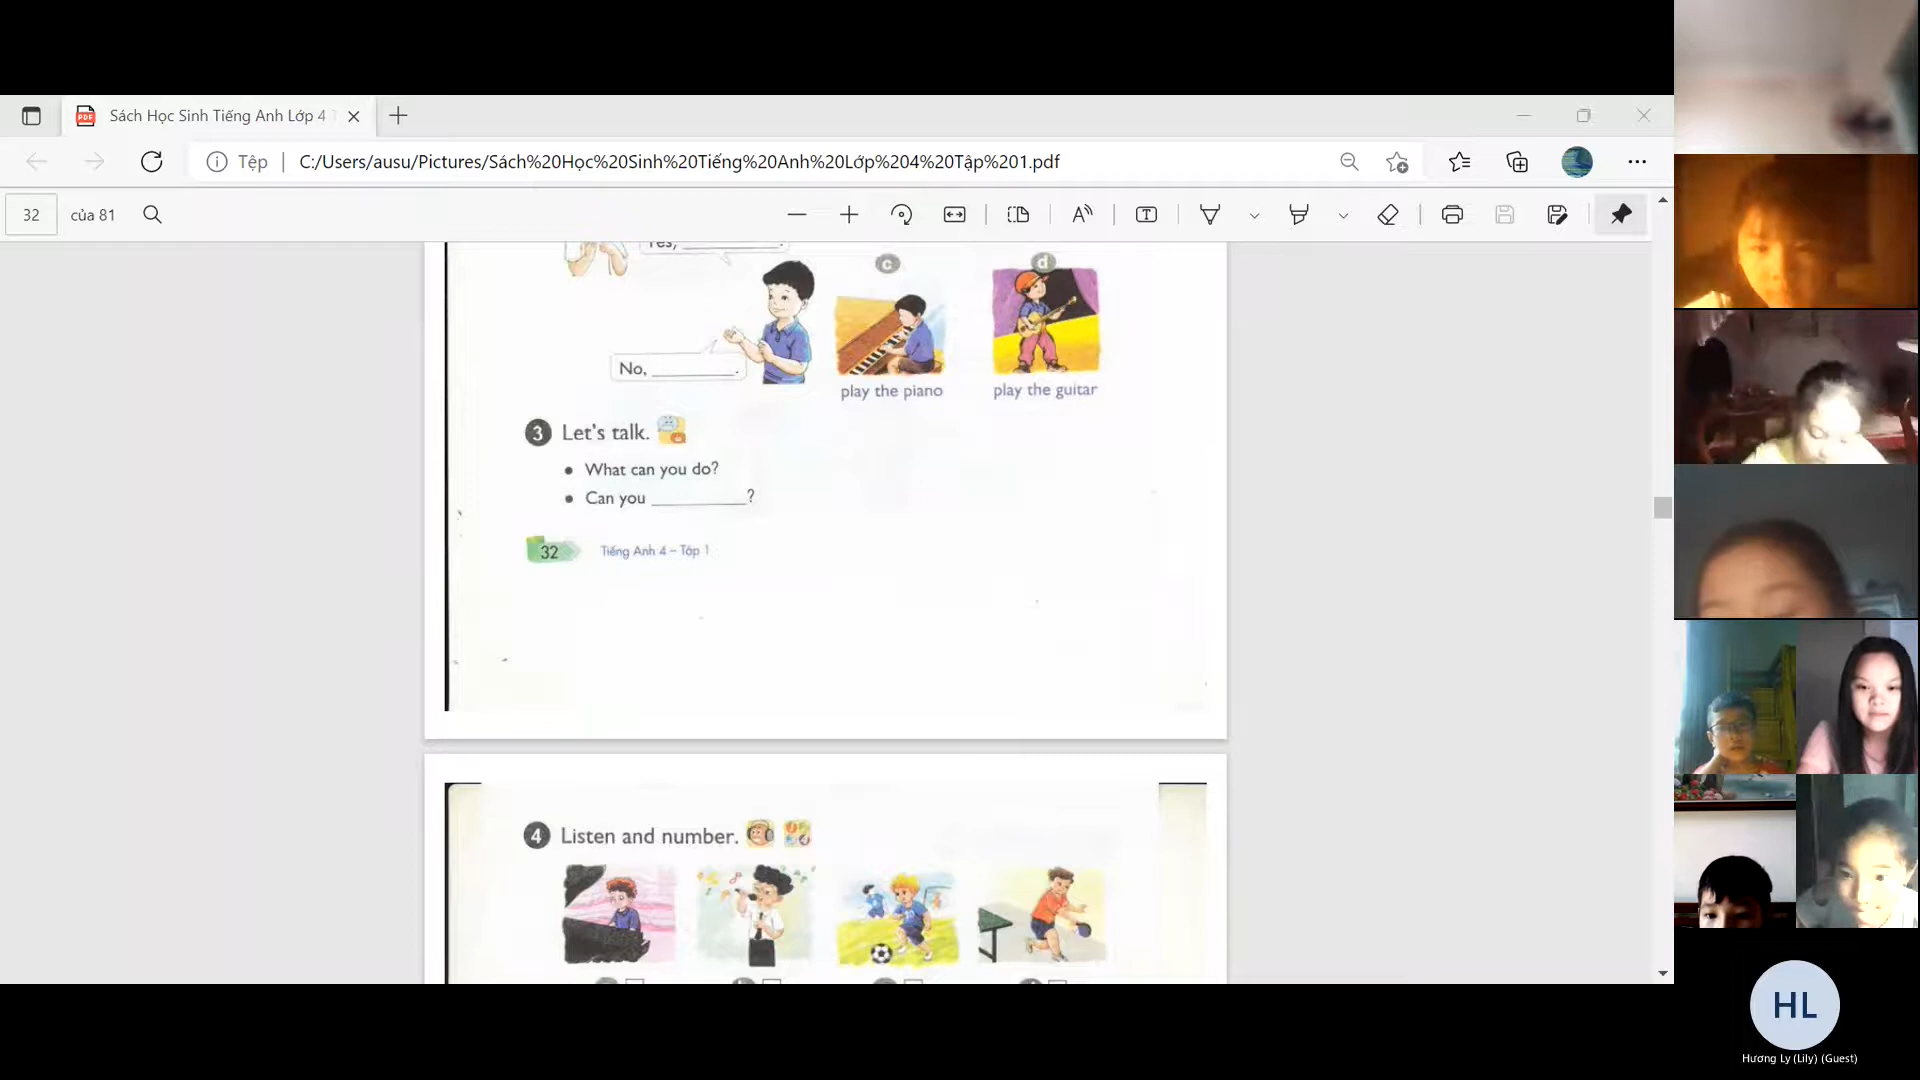 Sách Học Sinh Tiếng Anh Lớp 4
Tệp
C:/Users/ausu/Pictures/Sách%20Học%20Sinh%20Tiếng%20Anh%20Lớp%204%20Tập%201.pdf
32 của 81
Yes, ________.
c
d
No, ________.
play the piano
play the guitar
3 Let's talk.
• What can you do?
• Can you ________?
32 Tiếng Anh 4 – Tập 1
4 Listen and number.
HL
Hương Ly (Lily) (Guest)